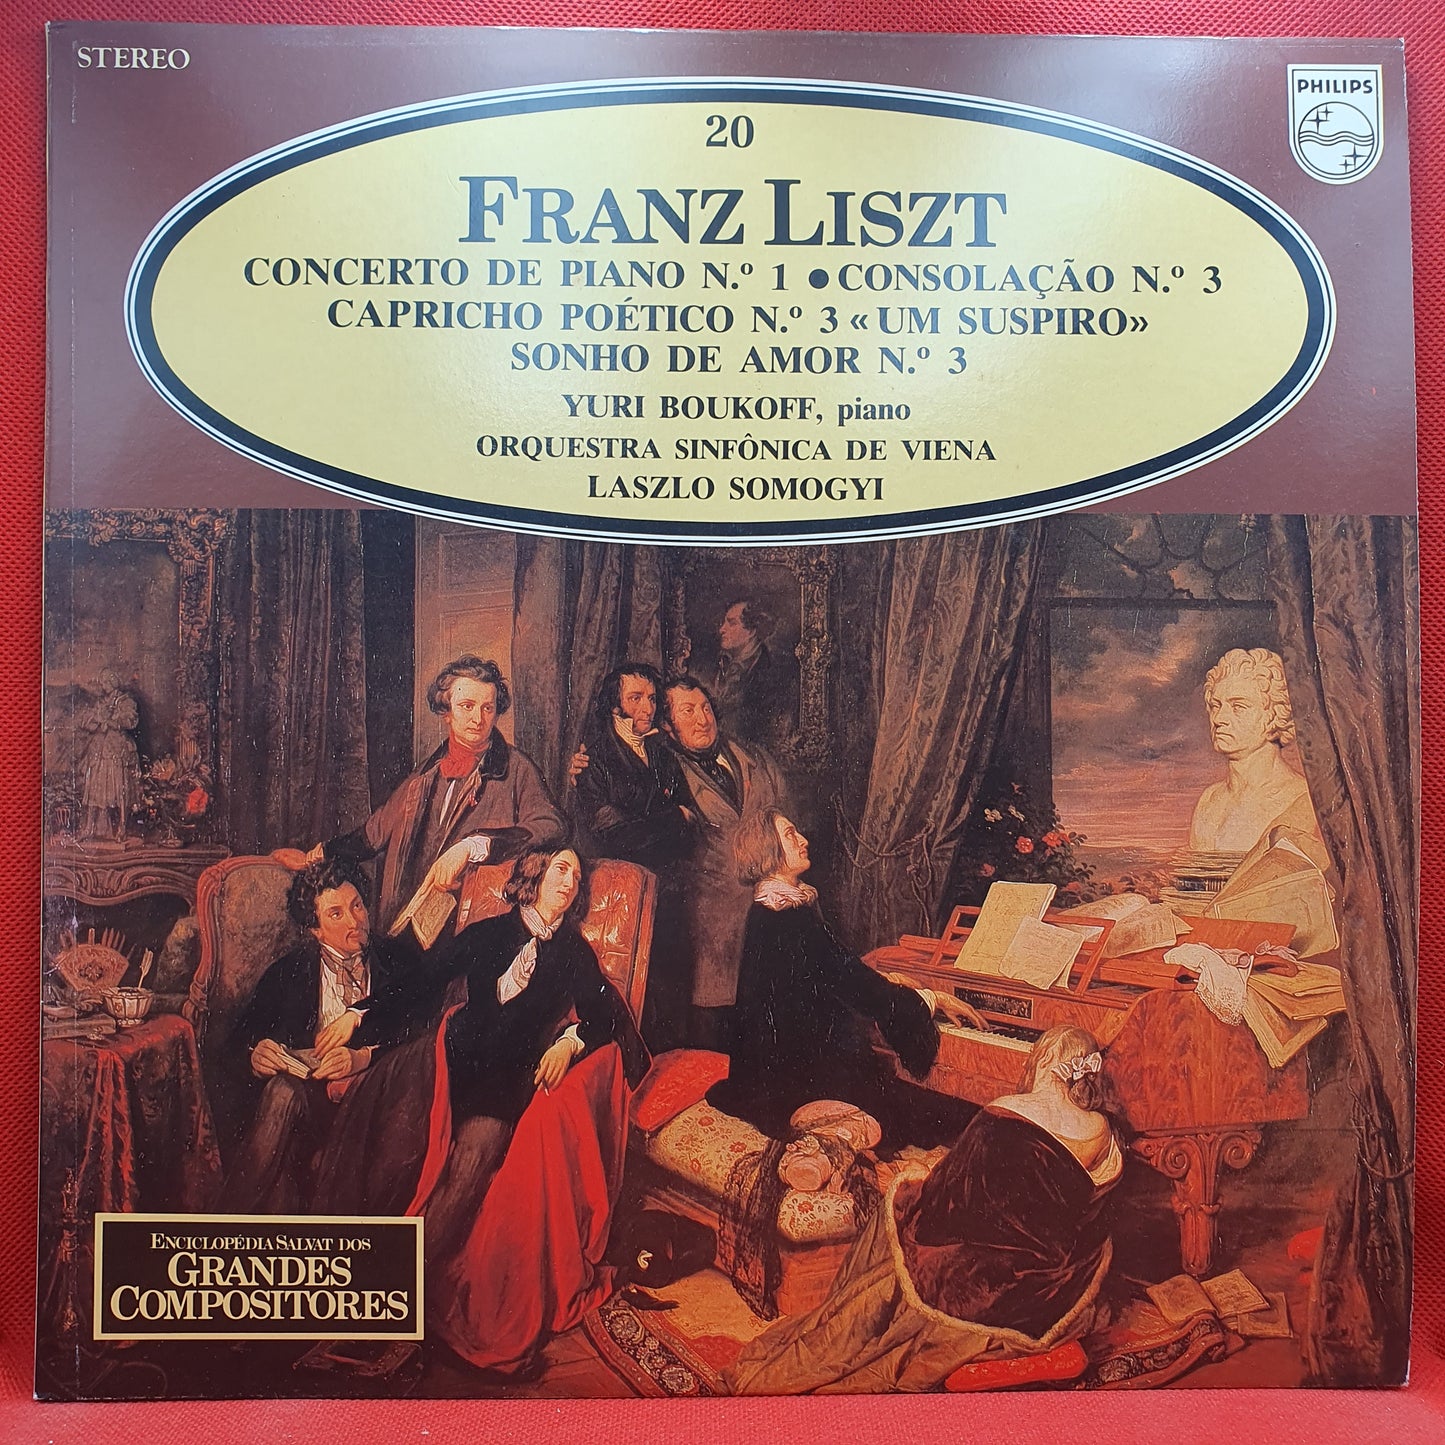 STEREO
PHILIPS
20
FRANZ LISZT
CONCERTO DE PIANO N.º 1 ● CONSOLAÇÃO N.º 3
CAPRICHO POÉTICO N.º 3 «UM SUSPIRO»
SONHO DE AMOR N.º 3
YURI BOUKOFF, piano
ORQUESTRA SINFÔNICA DE VIENA
LASZLO SOMOGYI
ENCICLOPÉDIA SALVAT DOS
GRANDES
COMPOSITORES